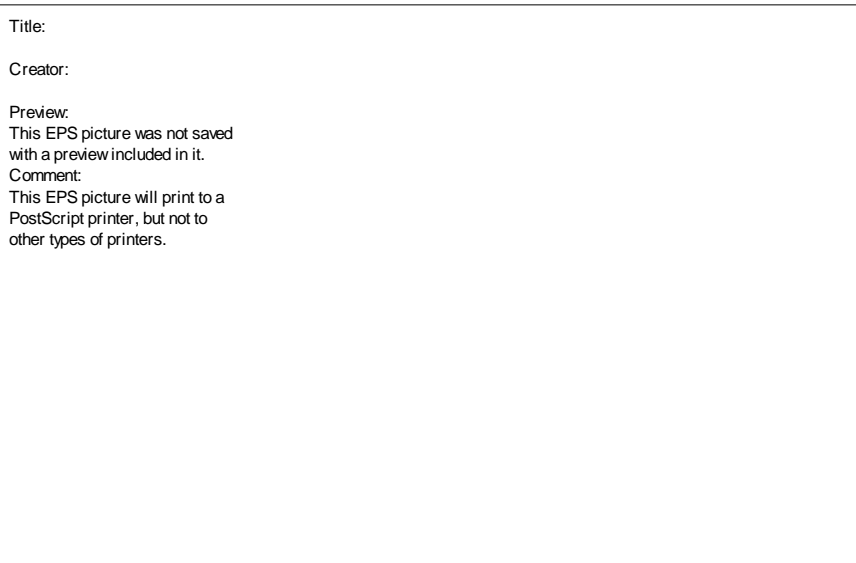 Title:
Creator:
Preview:
This EPS picture was not saved
with a preview included in it.
Comment:
This EPS picture will print to a
PostScript printer, but not to
other types of printers.